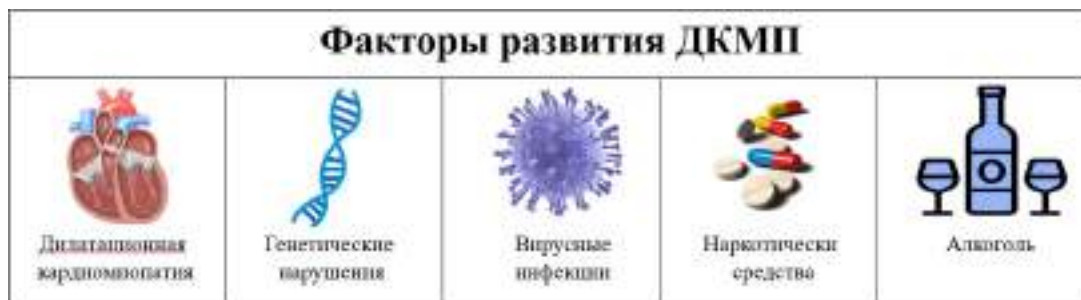 Факторы развития ДКМП
Дилатационная
кардиомиопатия
Генетические
нарушения
Вирусные
инфекции
Наркотически
средства
Алкоголь